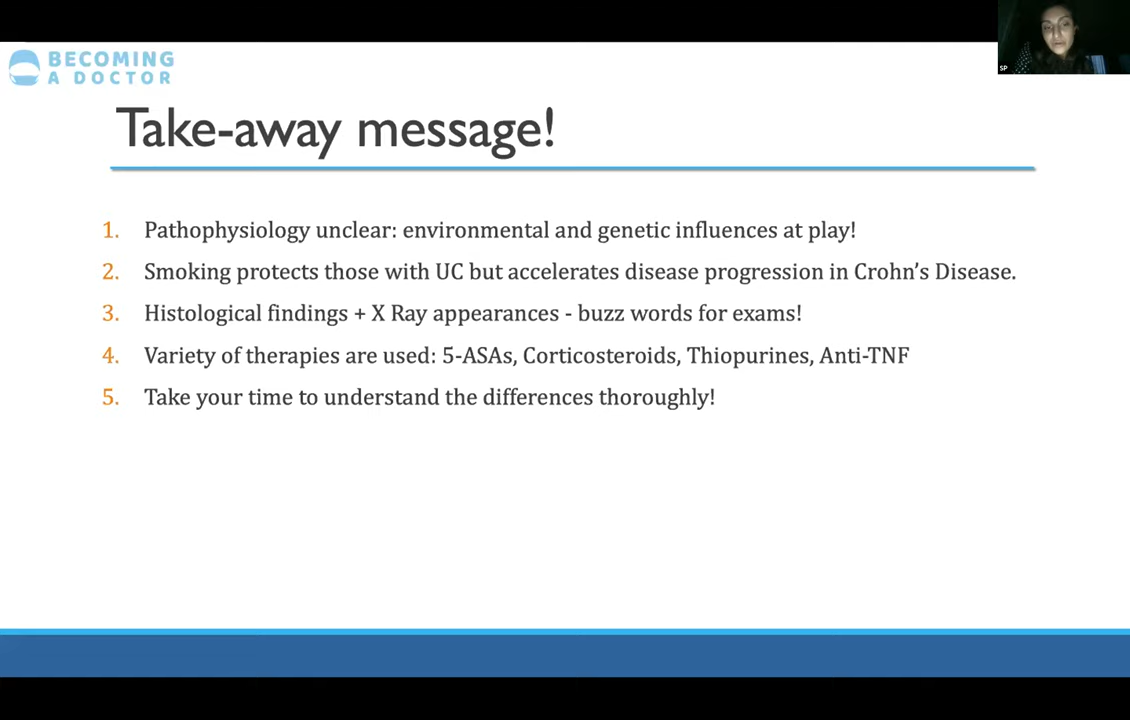 BECOMING
A DOCTOR
SP
Take-away message!
1. Pathophysiology unclear: environmental and genetic influences at play!
2. Smoking protects those with UC but accelerates disease progression in Crohn’s Disease.
3. Histological findings + X Ray appearances - buzz words for exams!
4. Variety of therapies are used: 5-ASAs, Corticosteroids, Thiopurines, Anti-TNF
5. Take your time to understand the differences thoroughly!